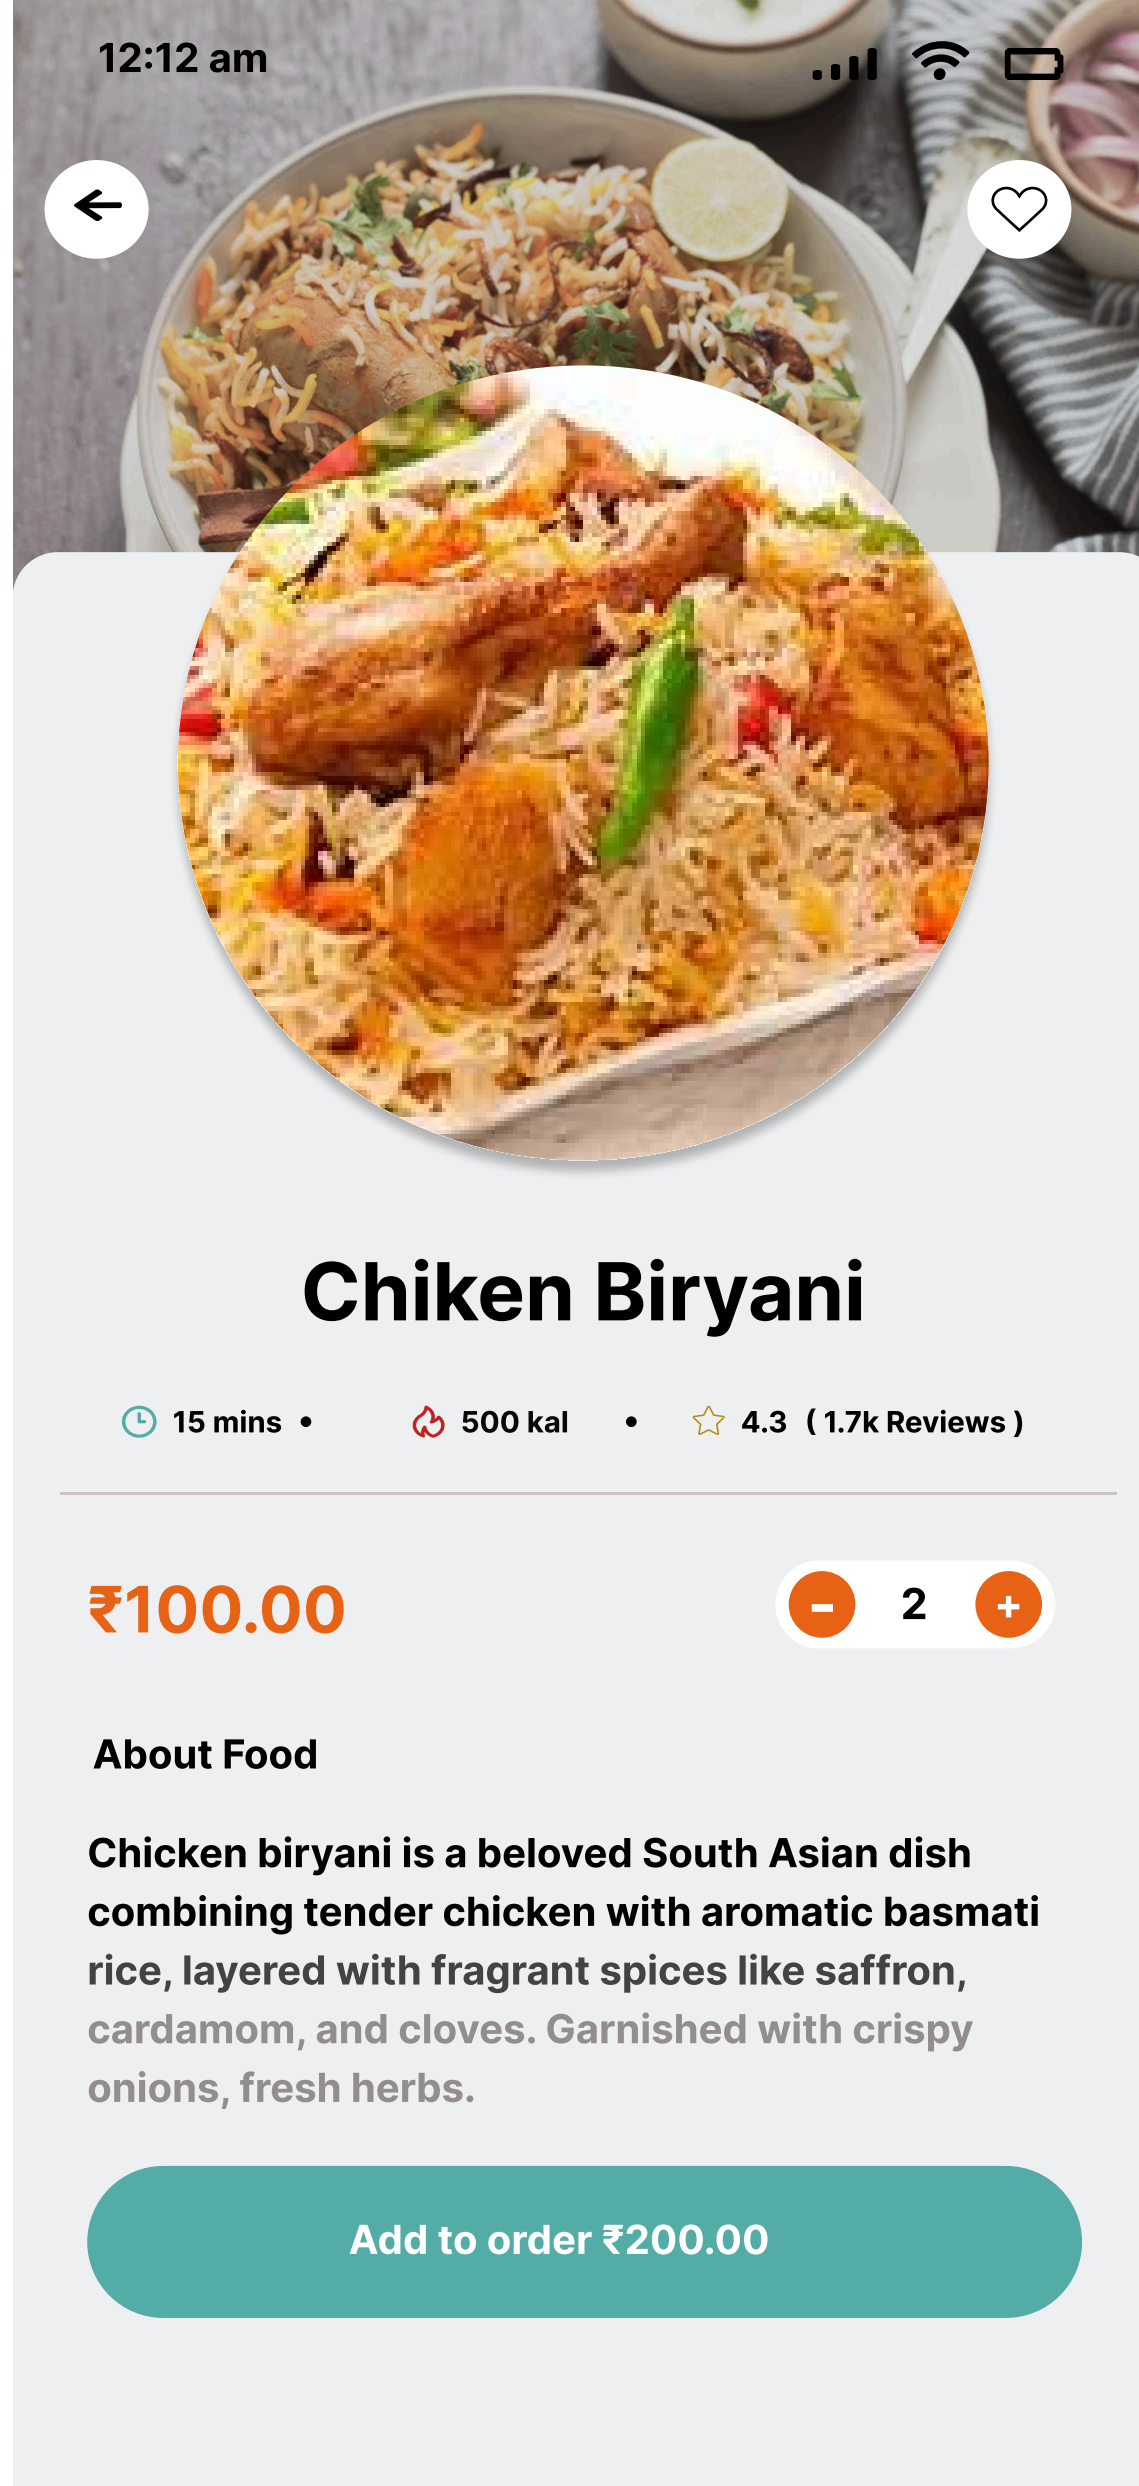 12:12 am
Chiken Biryani
15 mins • 500 kal • 4.3 ( 1.7k Reviews )
₹100.00 - 2 +
About Food
Chicken biryani is a beloved South Asian dish
combining tender chicken with aromatic basmati
rice, layered with fragrant spices like saffron,
cardamom, and cloves. Garnished with crispy
onions, fresh herbs.
Add to order ₹200.00